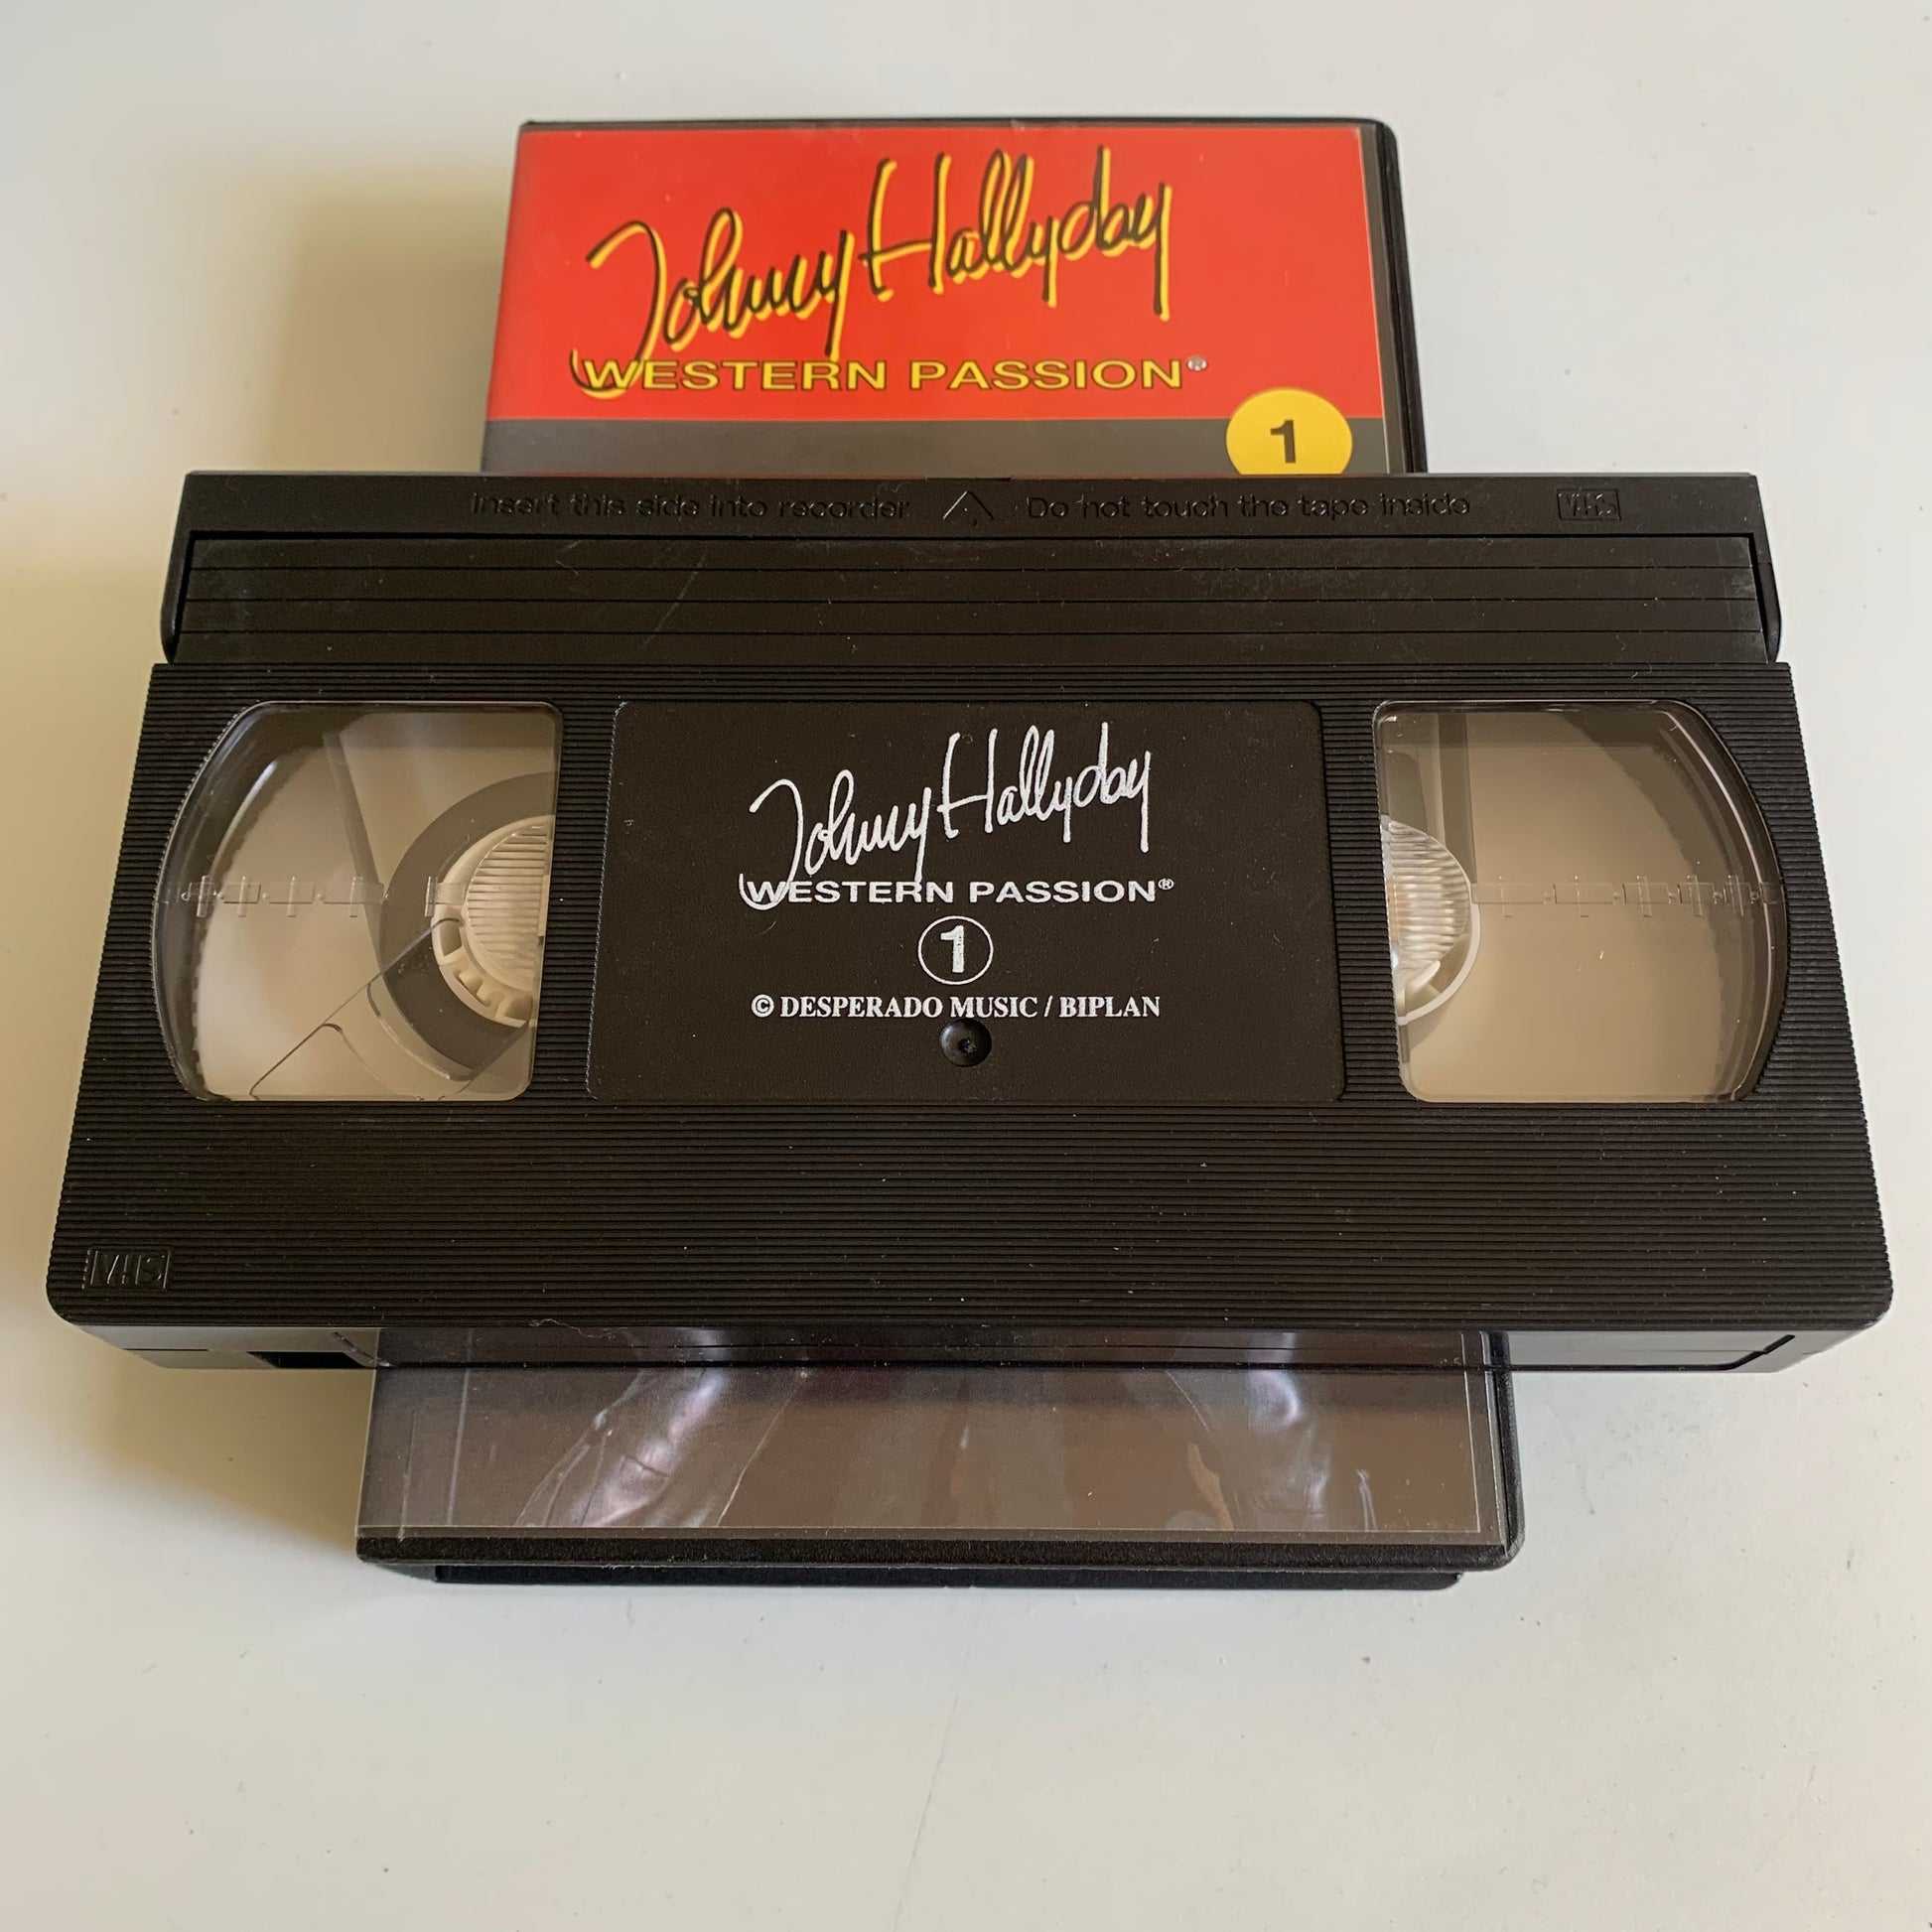 Johnny Hallyday
WESTERN PASSION®
1
Insert this side into recorder Do not touch the tape inside VHS
Johnny Hallyday
WESTERN PASSION®
1
© DESPERADO MUSIC / BIPLAN
VHS